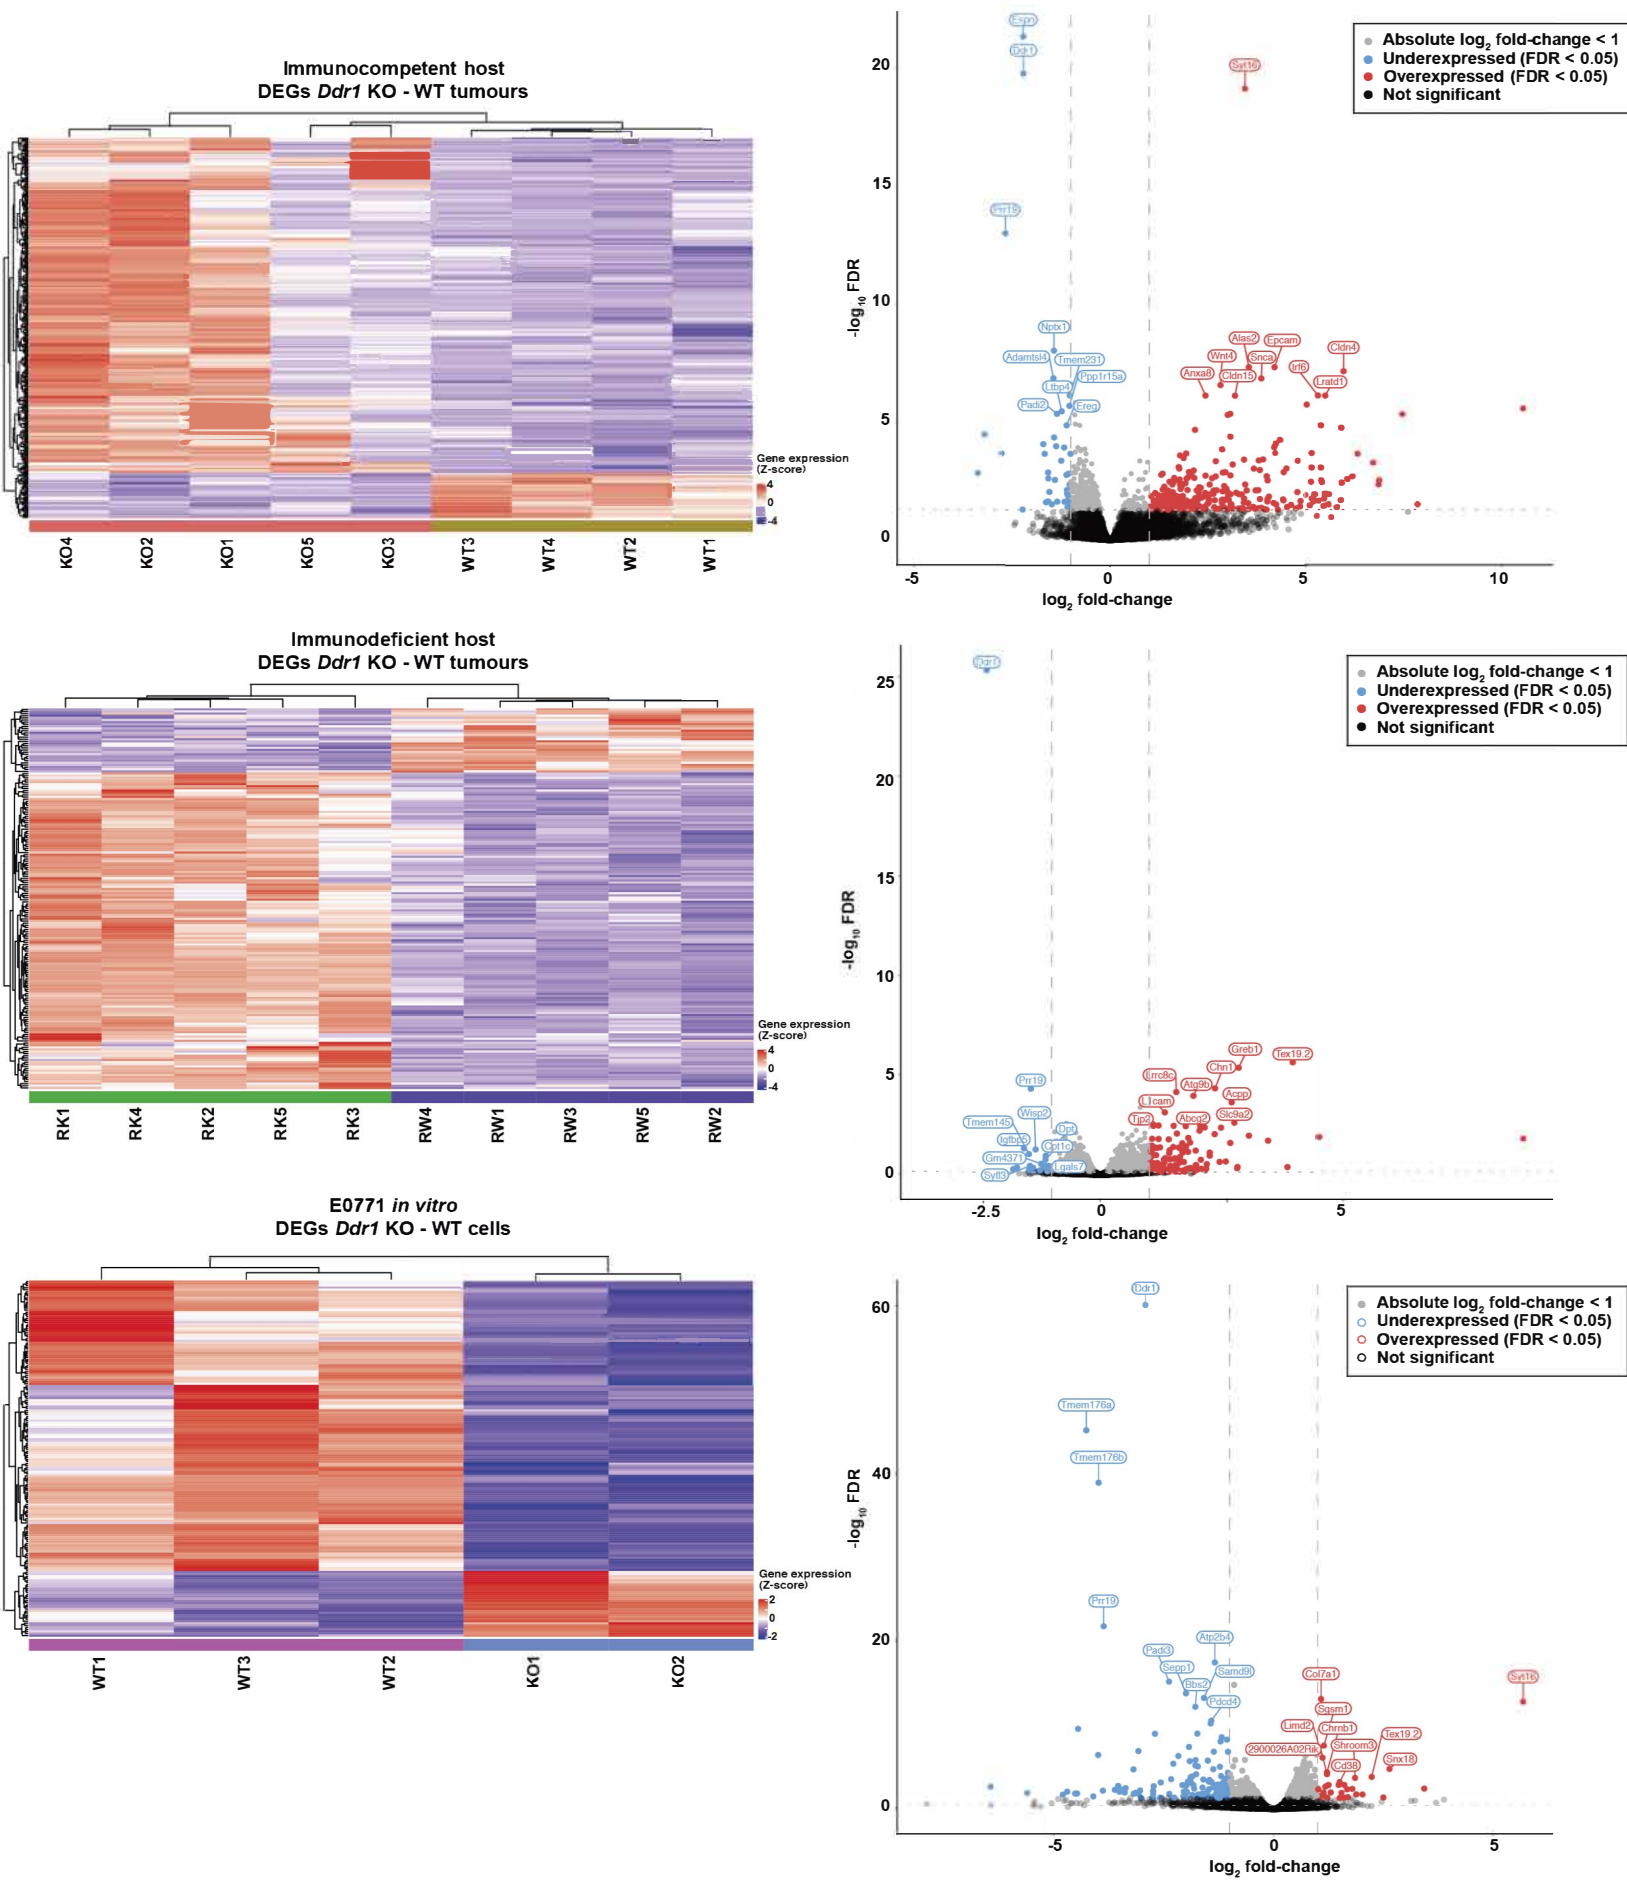 Immunocompetent host
DEGs Ddr1 KO - WT tumours
Gene expression
(Z-score)
4
0
-4
KO4
KO2
KO1
KO5
KO3
WT3
WT4
WT2
WT1
Absolute log2 fold-change < 1
Underexpressed (FDR < 0.05)
Overexpressed (FDR < 0.05)
Not significant
-log10 FDR
20
15
10
5
0
-5
0
5
10
log2 fold-change
Espn
Ddr1
Syt16
Prr19
Nptx1
Adamtsl4
Tmem231
Ppp1r15a
Ltbp4
Padi2
Ereg
Alas2
Epcam
Cldn4
Wnt4
Snca
Anxa8
Cldn15
Irf6
Lratd1
Immunodeficient host
DEGs Ddr1 KO - WT tumours
Gene expression
(Z-score)
4
0
-4
RK1
RK4
RK2
RK5
RK3
RW4
RW1
RW3
RW5
RW2
Absolute log2 fold-change < 1
Underexpressed (FDR < 0.05)
Overexpressed (FDR < 0.05)
Not significant
-log10 FDR
25
20
15
10
5
0
-2.5
0
5
log2 fold-change
Ddr1
Greb1
Tex19.2
Chn1
Lrrc8c
Atg9b
Acpp
L1cam
Tjp2
Abcg2
Slc9a2
Prr19
Wisp2
Tmem145
Dpt
Igfbp5
Cpt1c
Gm4371
Lgals7
Sytl3
E0771 in vitro
DEGs Ddr1 KO - WT cells
Gene expression
(Z-score)
2
0
-2
WT1
WT3
WT2
KO1
KO2
Absolute log2 fold-change < 1
Underexpressed (FDR < 0.05)
Overexpressed (FDR < 0.05)
Not significant
-log10 FDR
60
40
20
0
-5
0
5
log2 fold-change
Ddr1
Tmem176a
Tmem176b
Prr19
Atp2b4
Padi3
Sepp1
Samd9l
Bbs2
Pdcd4
Col7a1
Syt16
Sgsm1
Limd2
Chrnb1
Tex19.2
2900026A02Rik
Shroom3
Cd38
Snx18